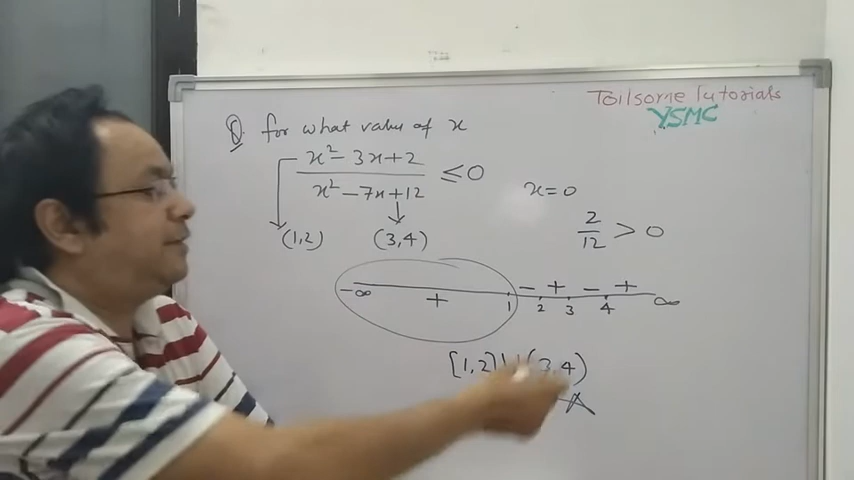 Toilsome Tutorials
YSMC
Q for what value of x
x² - 3x + 2
x² - 7x + 12
≤ 0
x = 0
2/12 > 0
(1,2) (3,4)
- + - +
-∞ + 1 2 3 4 ∞
[1,2] U (3,4)